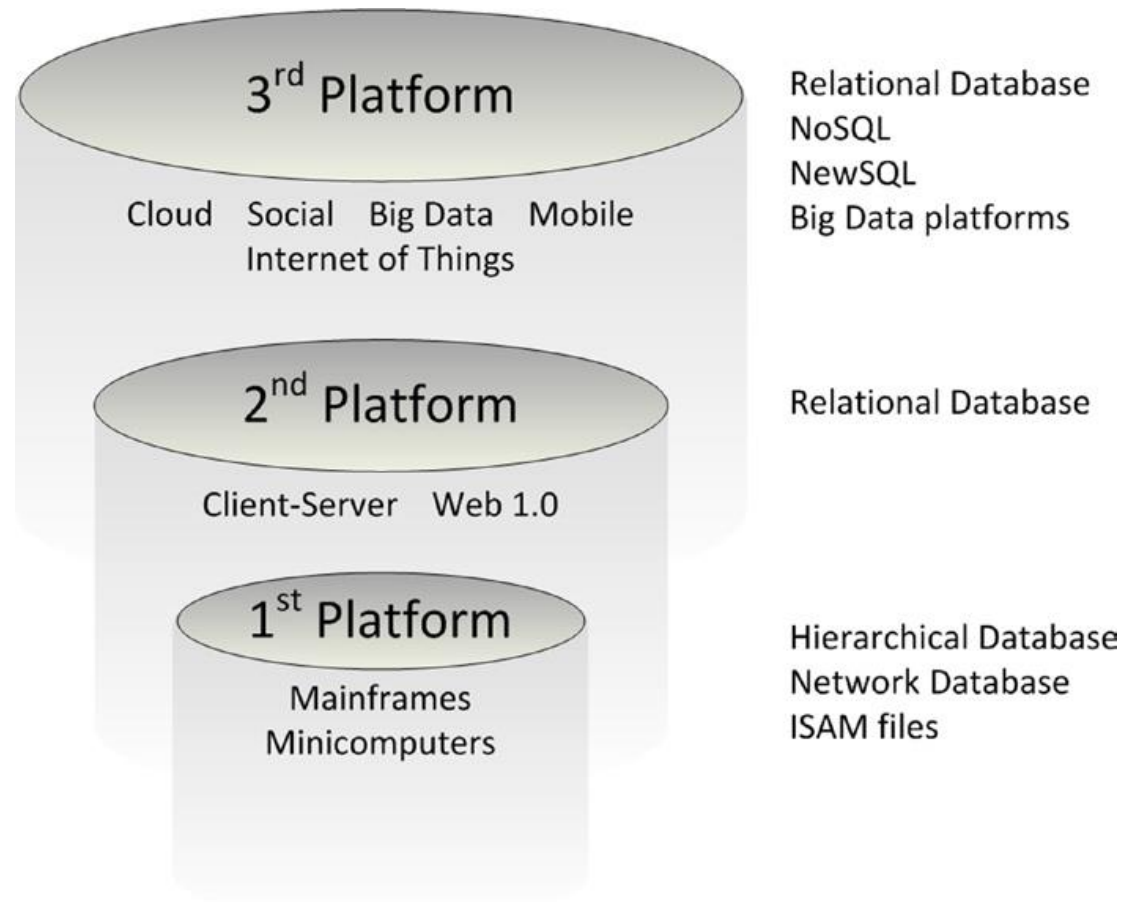 3rd Platform
Relational Database
NoSQL
NewSQL
Big Data platforms
Cloud Social Big Data Mobile
Internet of Things
2nd Platform
Relational Database
Client-Server Web 1.0
1st Platform
Hierarchical Database
Network Database
ISAM files
Mainframes
Minicomputers